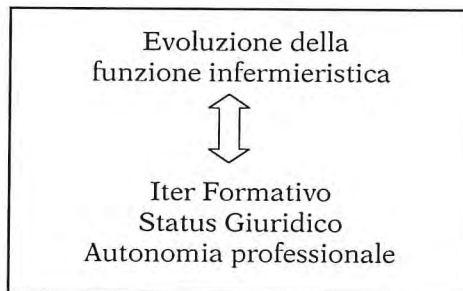 Evoluzione della
funzione infermieristica
Iter Formativo
Status Giuridico
Autonomia professionale